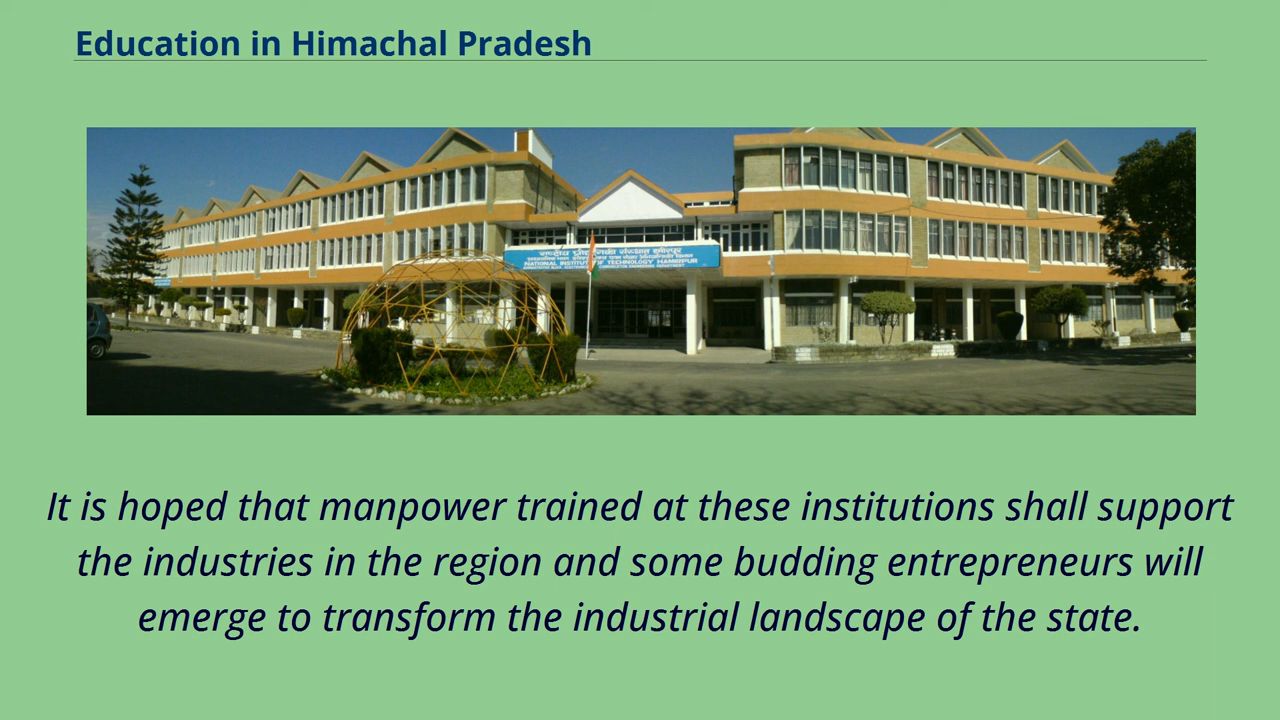 Education in Himachal Pradesh
राष्ट्रीय प्रौद्योगिकी संस्थान हमीरपुर
NATIONAL INSTITUTE OF TECHNOLOGY HAMIRPUR
It is hoped that manpower trained at these institutions shall support
the industries in the region and some budding entrepreneurs will
emerge to transform the industrial landscape of the state.